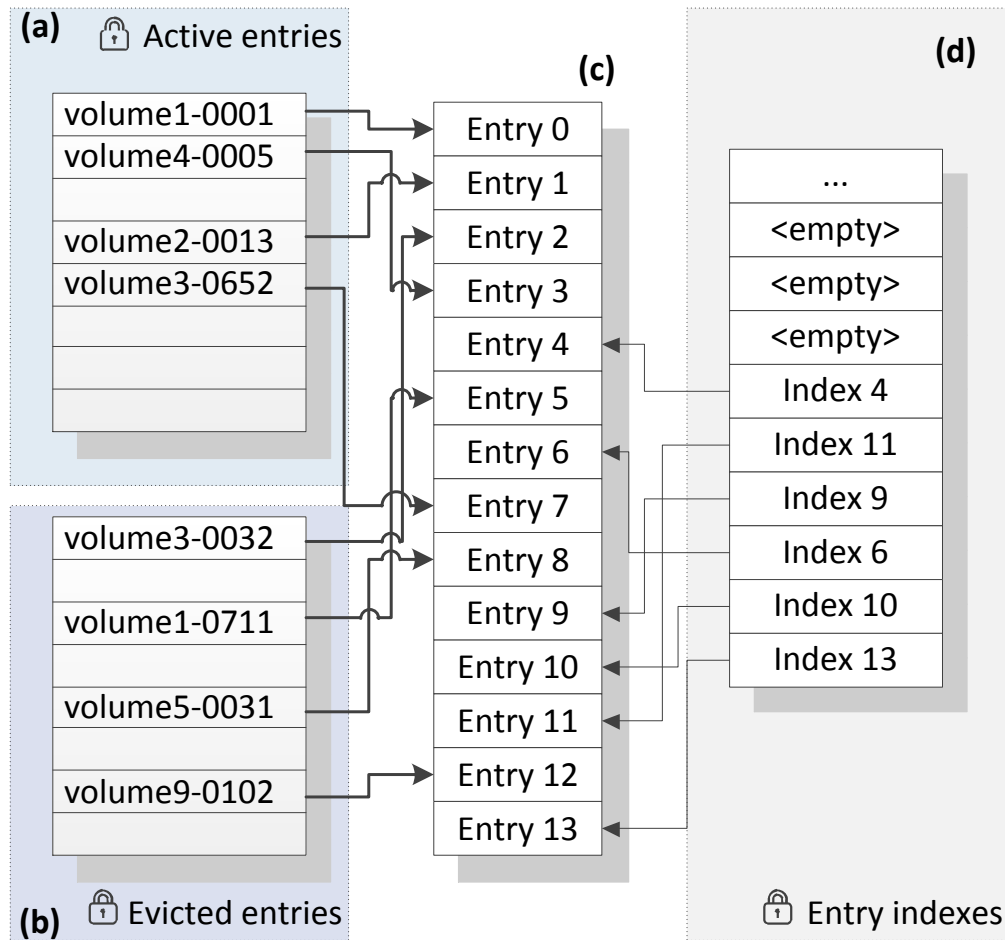 (a)
Active entries
volume1-0001
volume4-0005
volume2-0013
volume3-0652
(b)
Evicted entries
volume3-0032
volume1-0711
volume5-0031
volume9-0102
(c)
Entry 0
Entry 1
Entry 2
Entry 3
Entry 4
Entry 5
Entry 6
Entry 7
Entry 8
Entry 9
Entry 10
Entry 11
Entry 12
Entry 13
(d)
...
<empty>
<empty>
<empty>
Index 4
Index 11
Index 9
Index 6
Index 10
Index 13
Entry indexes